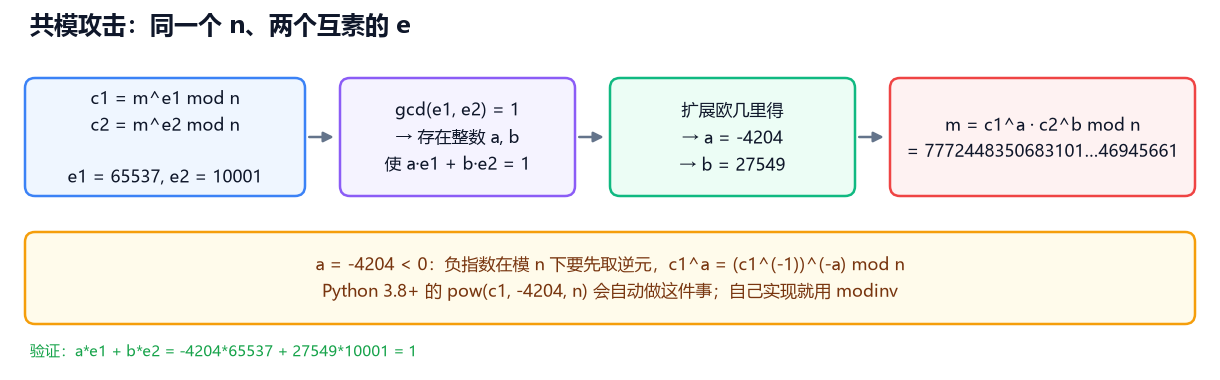 共模攻击：同一个 n、两个互素的 e
c1 = m^e1 mod n
c2 = m^e2 mod n
e1 = 65537, e2 = 10001
gcd(e1, e2) = 1
→ 存在整数 a, b
使 a·e1 + b·e2 = 1
扩展欧几里得
→ a = -4204
→ b = 27549
m = c1^a · c2^b mod n
= 7772448350683101…46945661
a = -4204 < 0：负指数在模 n 下要先取逆元，c1^a = (c1^(-1))^(-a) mod n
Python 3.8+ 的 pow(c1, -4204, n) 会自动做这件事；自己实现就用 modinv
验证：a*e1 + b*e2 = -4204*65537 + 27549*10001 = 1